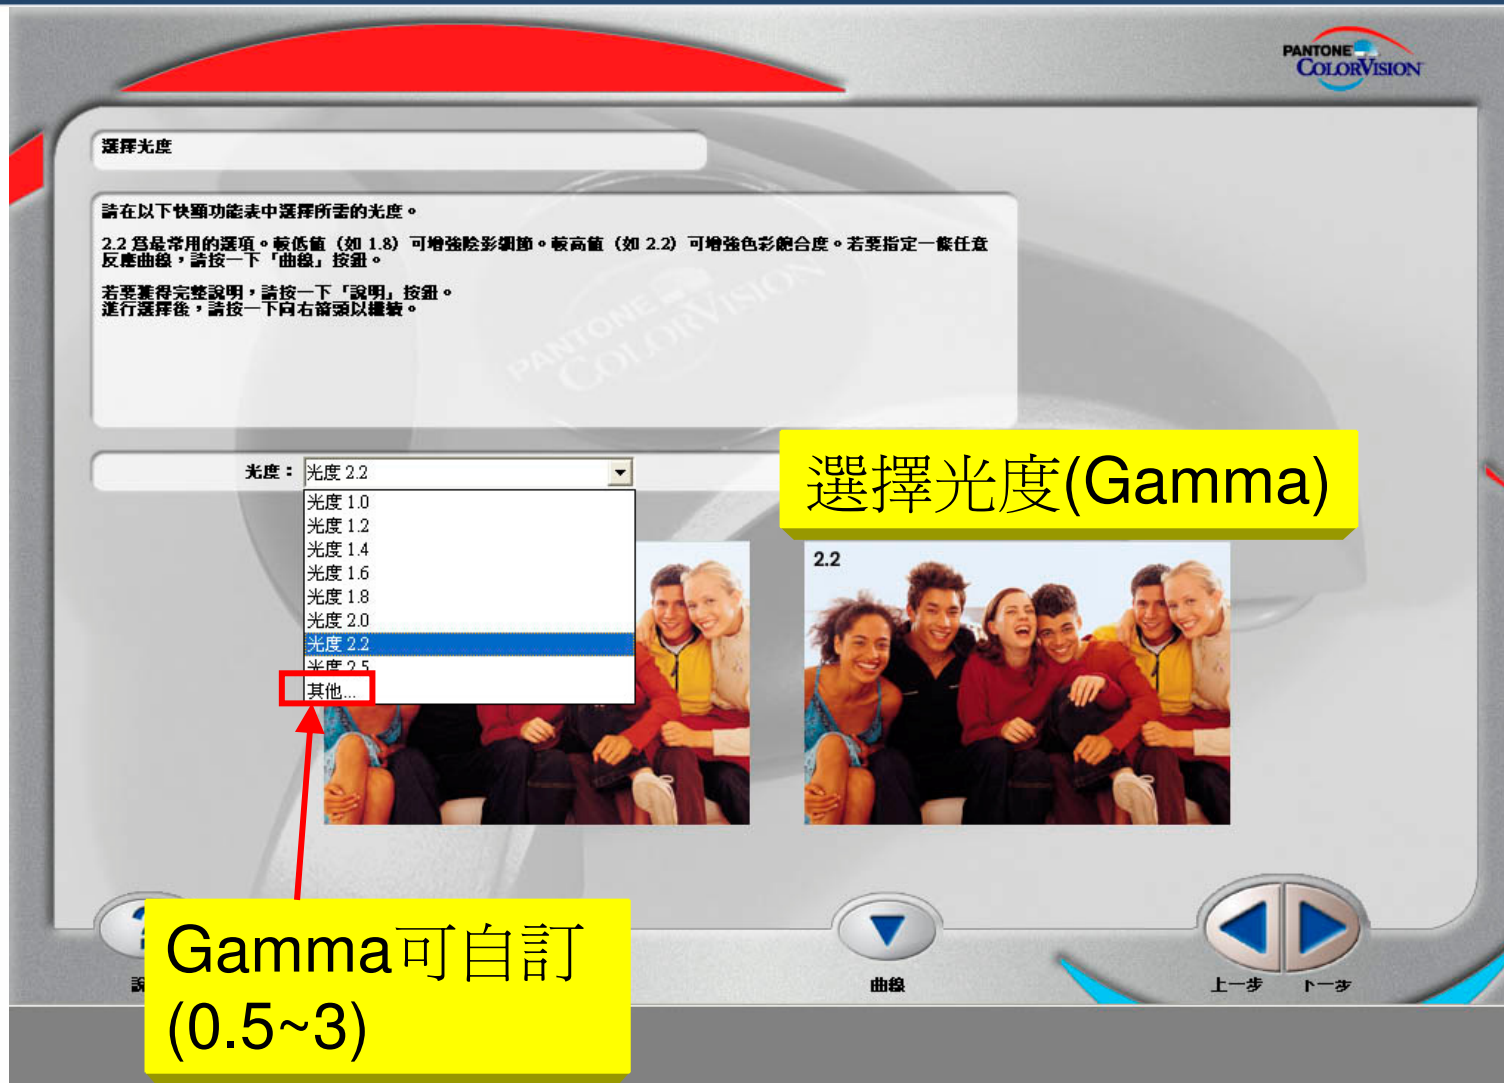 PANTONE
COLORVISION
選擇光度
請在以下快顯功能表中選擇所需的光度。
2.2 為最常用的選項。較低值（如 1.8）可增強陰影細節。較高值（如 2.2）可增強色彩飽合度。若要指定一條任意
反應曲線，請按一下「曲線」按鈕。
若要獲得完整說明，請按一下「說明」按鈕。
進行選擇後，請按一下向右箭頭以繼續。
PANTONE
COLORVISION
光度：
光度 2.2
選擇光度(Gamma)
光度 1.0
光度 1.2
光度 1.4
光度 1.6
光度 1.8
光度 2.0
光度 2.2
光度 2.5
其他...
2.2
Gamma可自訂
(0.5~3)
說
曲線
上一步
下一步